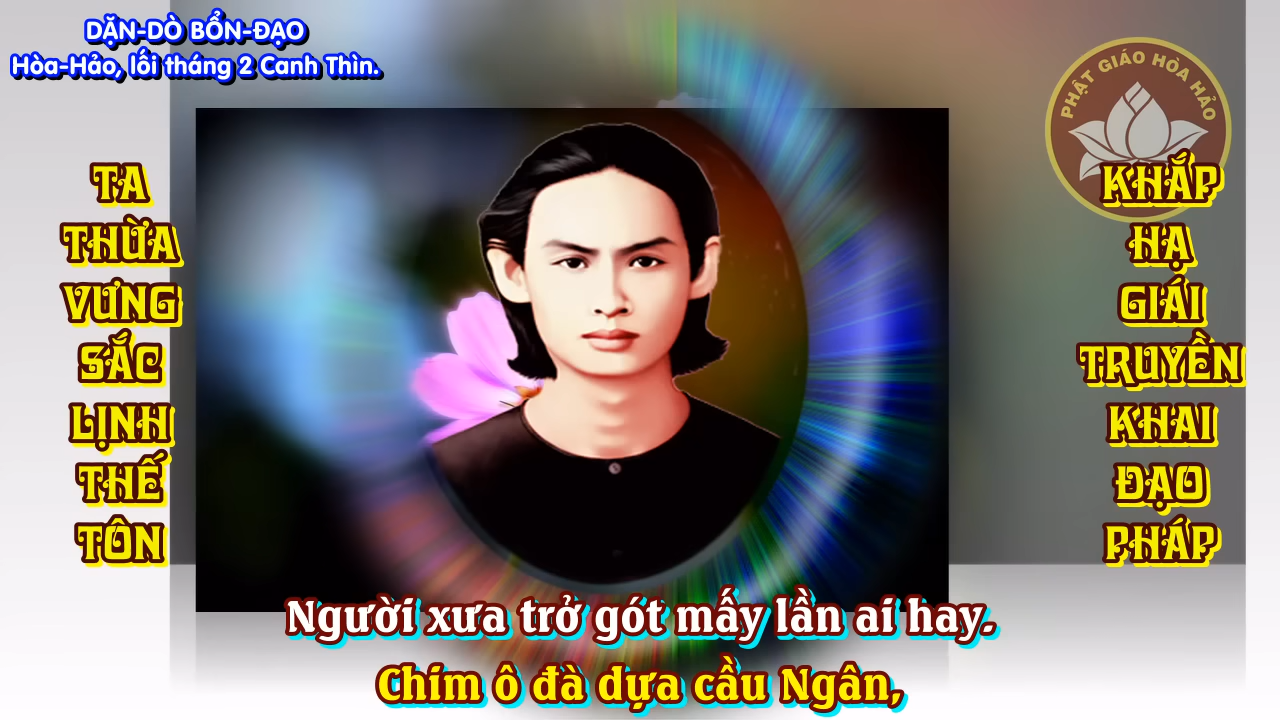 DẶN-DÒ BỔN-ĐẠO
Hòa-Hảo, lối tháng 2 Canh Thìn.
PHẬT GIÁO HÒA HẢO
TA
THỪA
VƯNG
SẮC
LỊNH
THẾ
TÔN
KHẮP
HẠ
GIÁI
TRUYỀN
KHAI
ĐẠO
PHÁP
Người xưa trở gót mấy lần ai hay.
Chím ô đà dựa cầu Ngân,